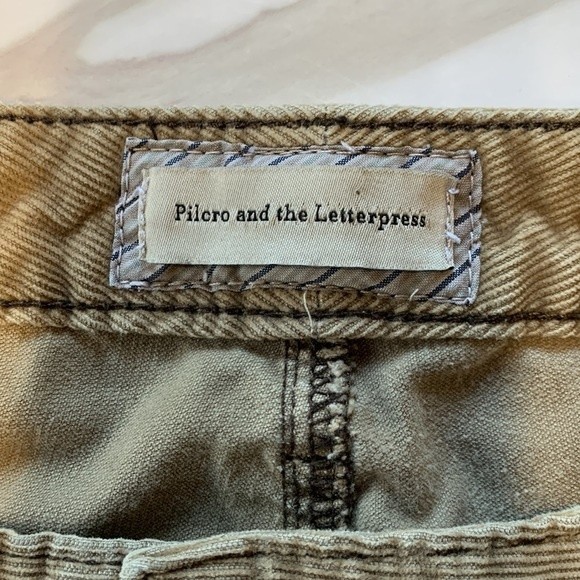 Pilcro and the Letterpress